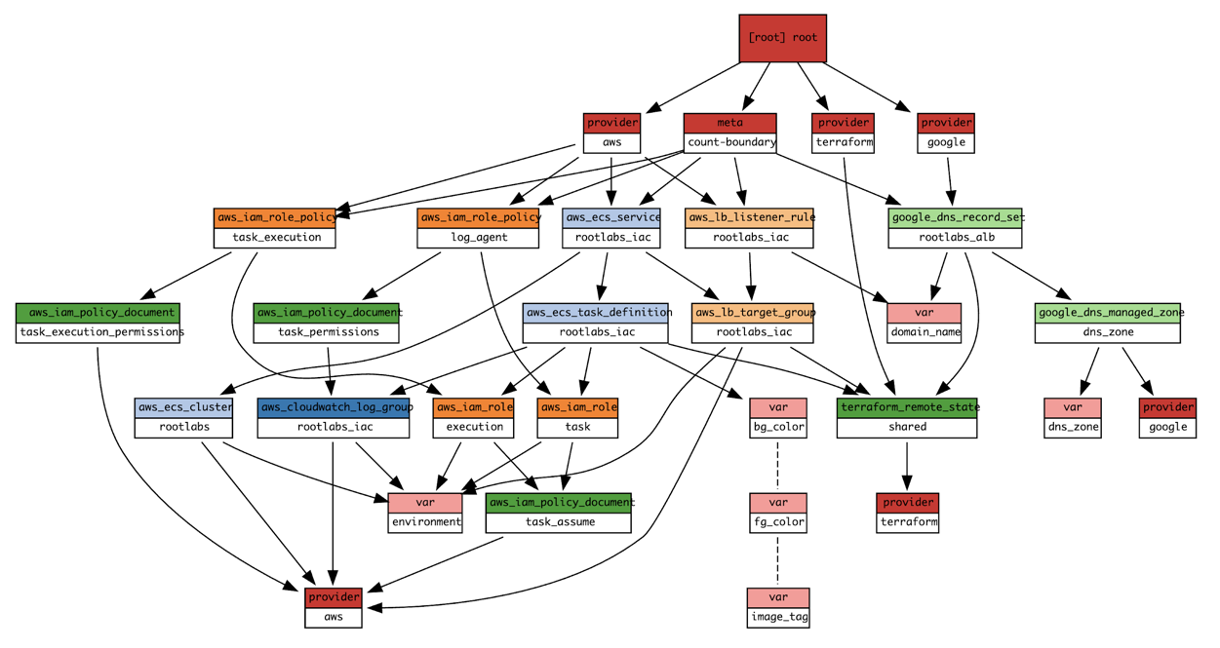 [root] root
provider
aws
meta
count-boundary
provider
terraform
provider
google
aws_iam_role_policy
task_execution
aws_iam_role_policy
log_agent
aws_ecs_service
rootlabs_iac
aws_lb_listener_rule
rootlabs_iac
google_dns_record_set
rootlabs_alb
aws_iam_policy_document
task_execution_permissions
aws_iam_policy_document
task_permissions
aws_ecs_task_definition
rootlabs_iac
aws_lb_target_group
rootlabs_iac
var
domain_name
google_dns_managed_zone
dns_zone
aws_ecs_cluster
rootlabs
aws_cloudwatch_log_group
rootlabs_iac
aws_iam_role
execution
aws_iam_role
task
var
bg_color
terraform_remote_state
shared
var
dns_zone
provider
google
var
environment
aws_iam_policy_document
task_assume
var
fg_color
provider
terraform
provider
aws
var
image_tag